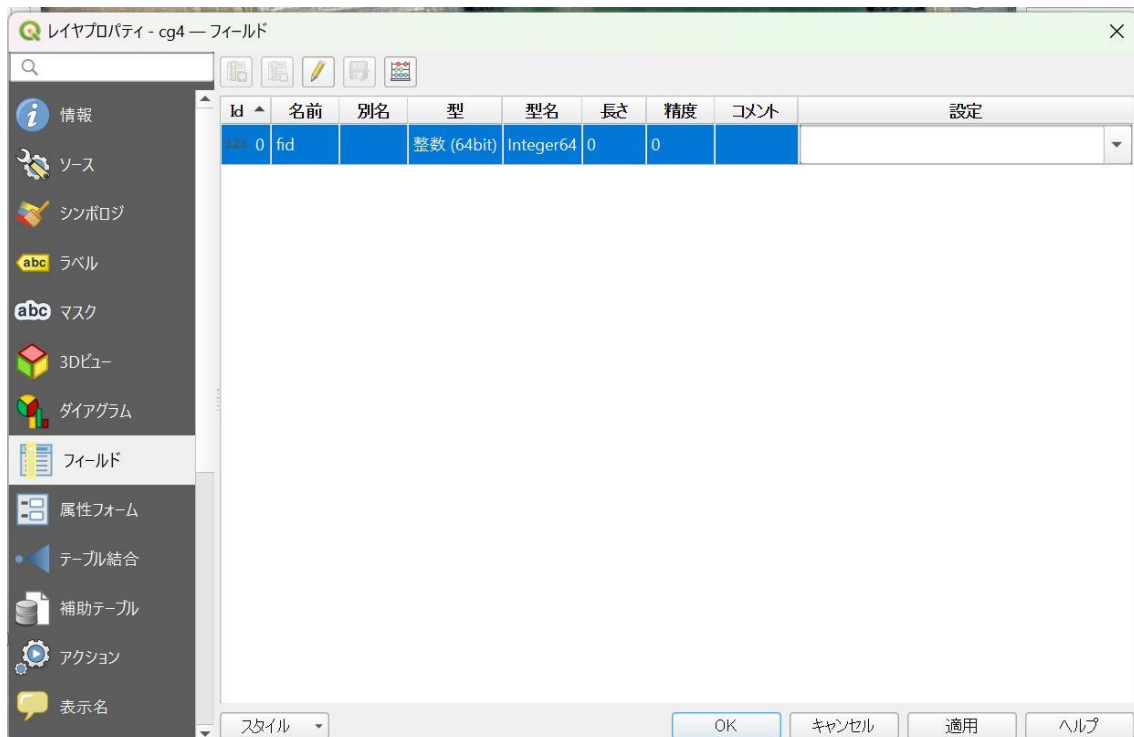 レイヤプロパティ - cg4 — フィールド
Id 名前 別名 型 型名 長さ 精度 コメント 設定
123 0 fid 整数 (64bit) Integer64 0 0
情報
ソース
シンボロジ
abc ラベル
abc マスク
3Dビュー
ダイアグラム
フィールド
属性フォーム
テーブル結合
補助テーブル
アクション
表示名
スタイル OK キャンセル 適用 ヘルプ